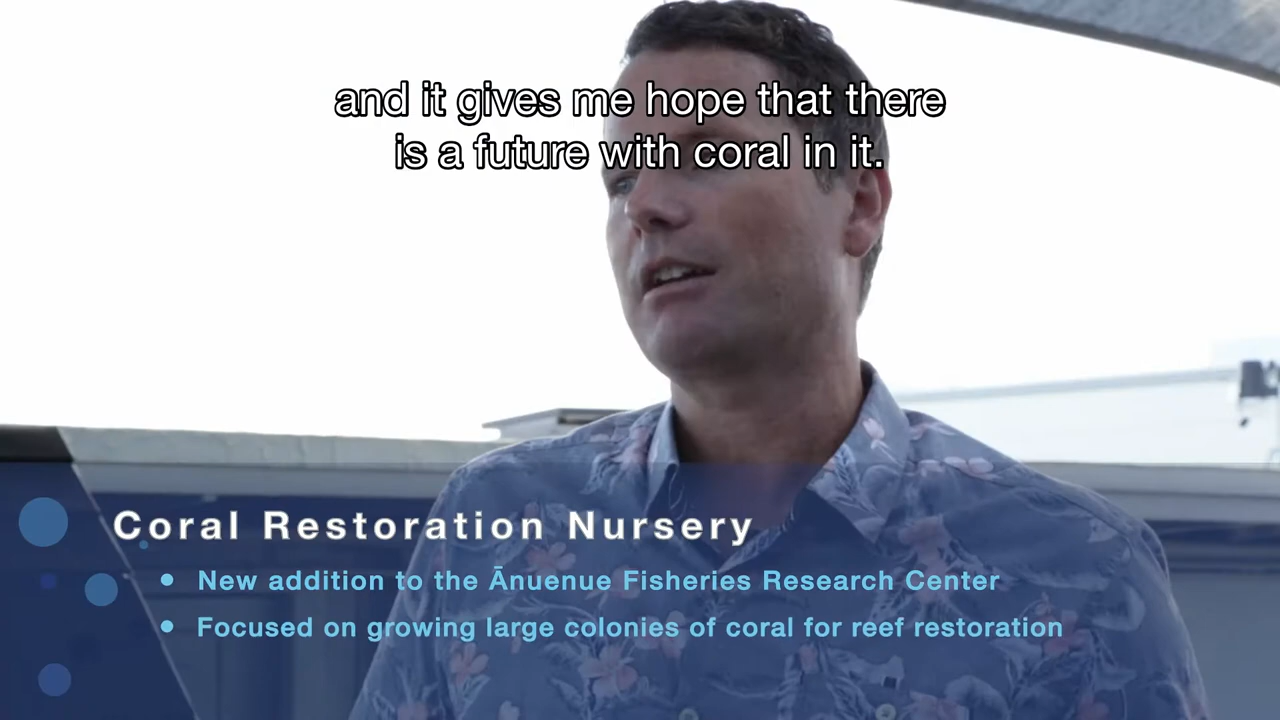 and it gives me hope that there
is a future with coral in it.
Coral Restoration Nursery
• New addition to the Ānuenue Fisheries Research Center
• Focused on growing large colonies of coral for reef restoration